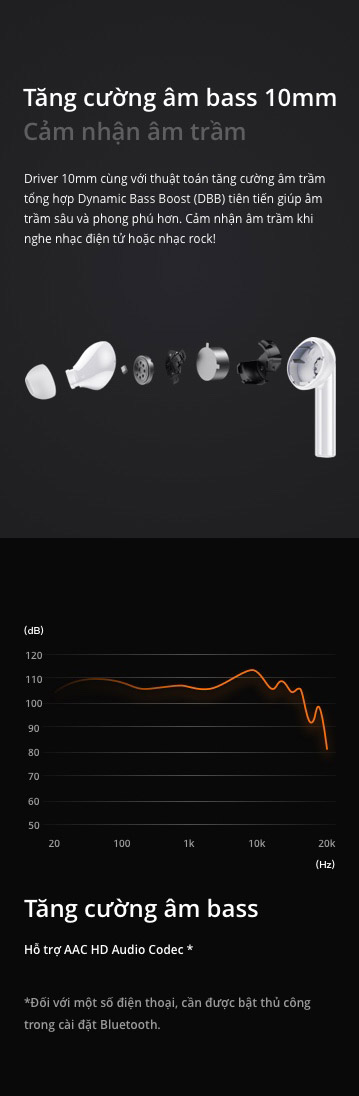 Tăng cường âm bass 10mm
Cảm nhận âm trầm
Driver 10mm cùng với thuật toán tăng cường âm trầm
tổng hợp Dynamic Bass Boost (DBB) tiên tiến giúp âm
trầm sâu và phong phú hơn. Cảm nhận âm trầm khi
nghe nhạc điện tử hoặc nhạc rock!
(dB)
120
110
100
90
80
70
60
50
20 100 1k 10k 20k
(Hz)
Tăng cường âm bass
Hỗ trợ AAC HD Audio Codec *
*Đối với một số điện thoại, cần được bật thủ công
trong cài đặt Bluetooth.